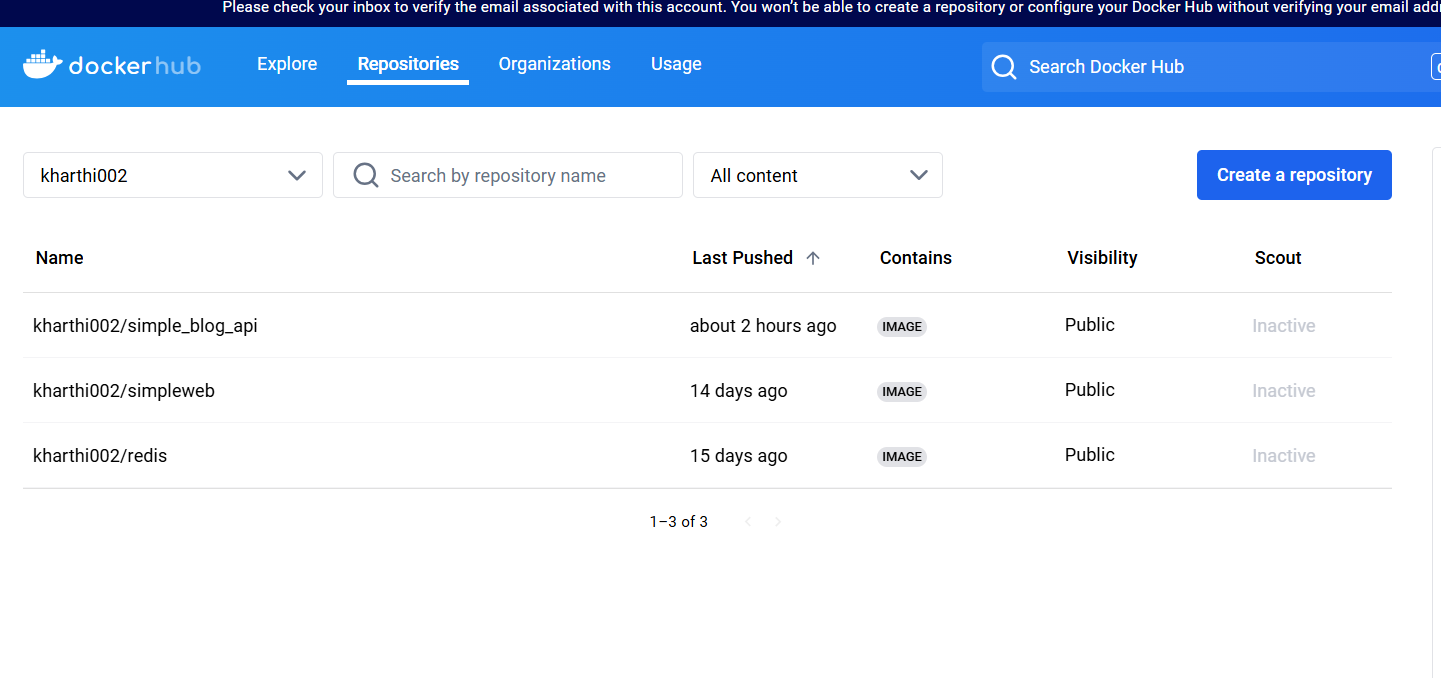 Please check your inbox to verify the email associated with this account. You won't be able to create a repository or configure your Docker Hub without verifying your email
docker hub
Explore
Repositories
Organizations
Usage
Search Docker Hub
kharthi002
Search by repository name
All content
Create a repository
Name Last Pushed Contains Visibility Scout
kharthi002/simple_blog_api about 2 hours ago IMAGE Public Inactive
kharthi002/simpleweb 14 days ago IMAGE Public Inactive
kharthi002/redis 15 days ago IMAGE Public Inactive
1–3 of 3